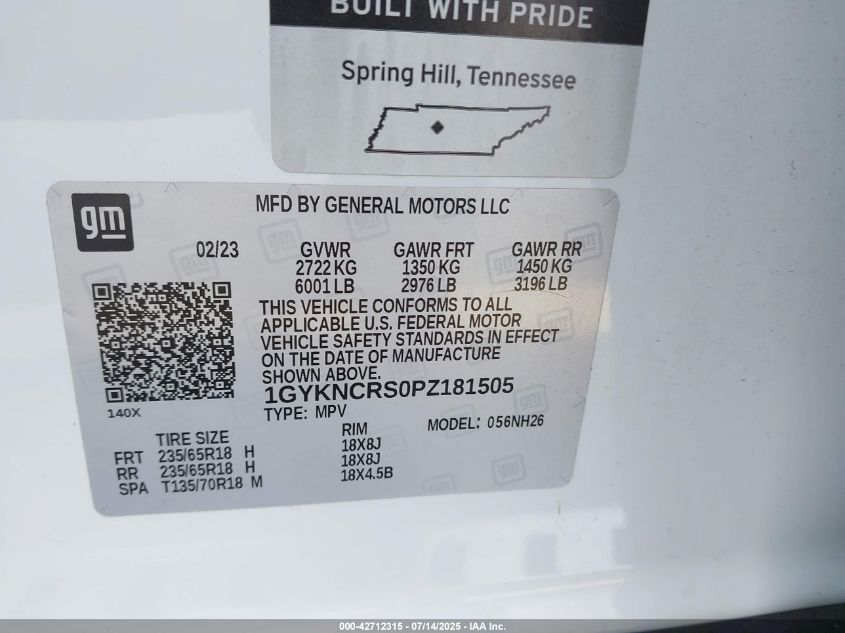 BUILT WITH PRIDE
Spring Hill, Tennessee
gm
MFD BY GENERAL MOTORS LLC
02/23 GVWR GAWR FRT GAWR RR
2722 KG 1350 KG 1450 KG
6001 LB 2976 LB 3196 LB
THIS VEHICLE CONFORMS TO ALL
APPLICABLE U.S. FEDERAL MOTOR
VEHICLE SAFETY STANDARDS IN EFFECT
ON THE DATE OF MANUFACTURE
SHOWN ABOVE.
1GYKNCRS0PZ181505
140X
TYPE: MPV MODEL: 056NH26
TIRE SIZE RIM
FRT 235/65R18 H 18X8J
RR 235/65R18 H 18X8J
SPA T135/70R18 M 18X4.5B
000-42712315 - 07/14/2025 - IAA Inc.